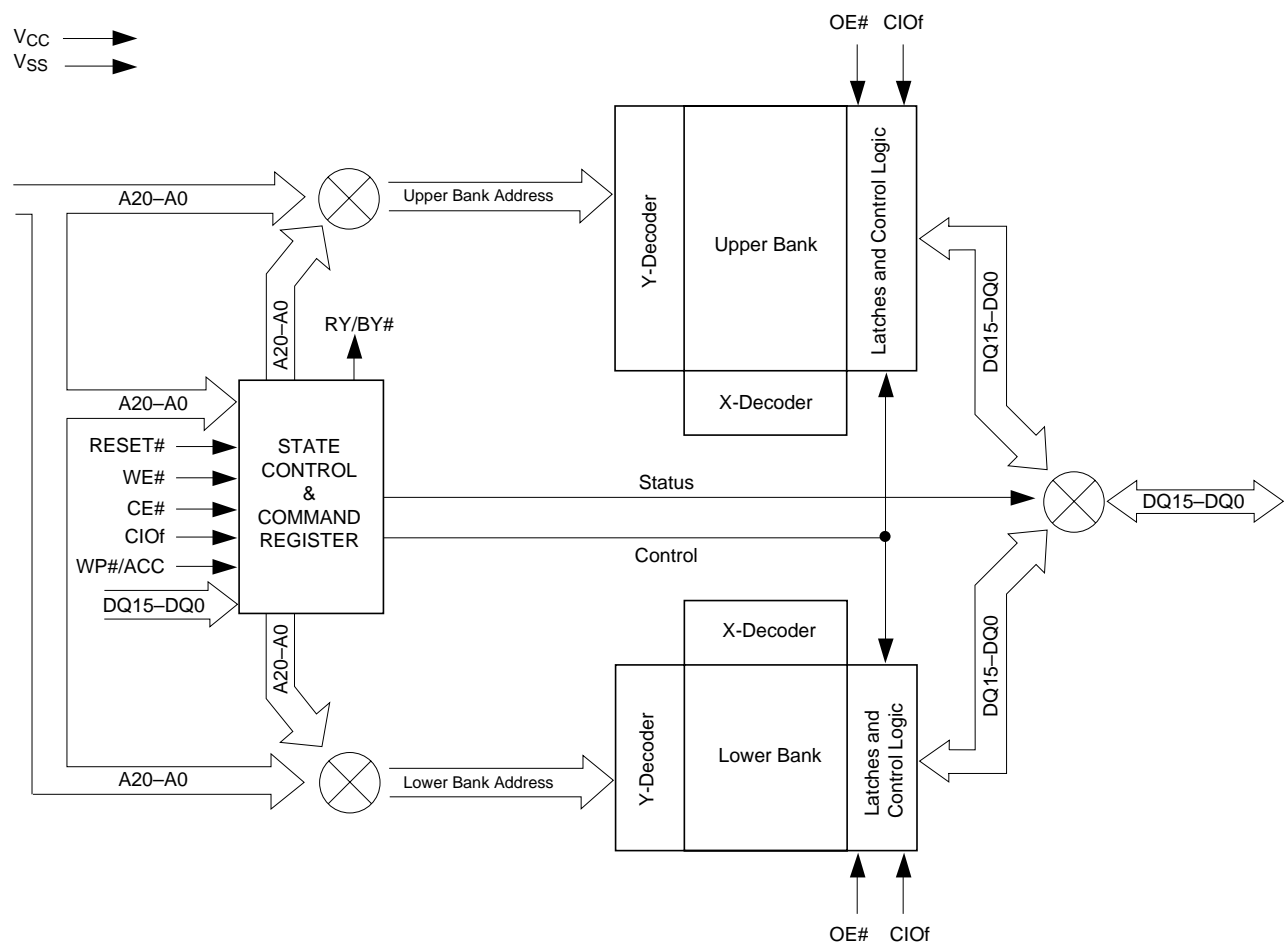 VCC
VSS
OE# CIOf
A20–A0
Upper Bank Address
Y-Decoder
Upper Bank
Latches and Control Logic
X-Decoder
DQ15–DQ0
A20–A0
RY/BY#
A20–A0
RESET#
WE#
CE#
CIOf
WP#/ACC
DQ15–DQ0
STATE
CONTROL
&
COMMAND
REGISTER
Status
Control
DQ15–DQ0
A20–A0
X-Decoder
Y-Decoder
Lower Bank
Latches and
Control Logic
DQ15–DQ0
A20–A0
Lower Bank Address
OE# CIOf